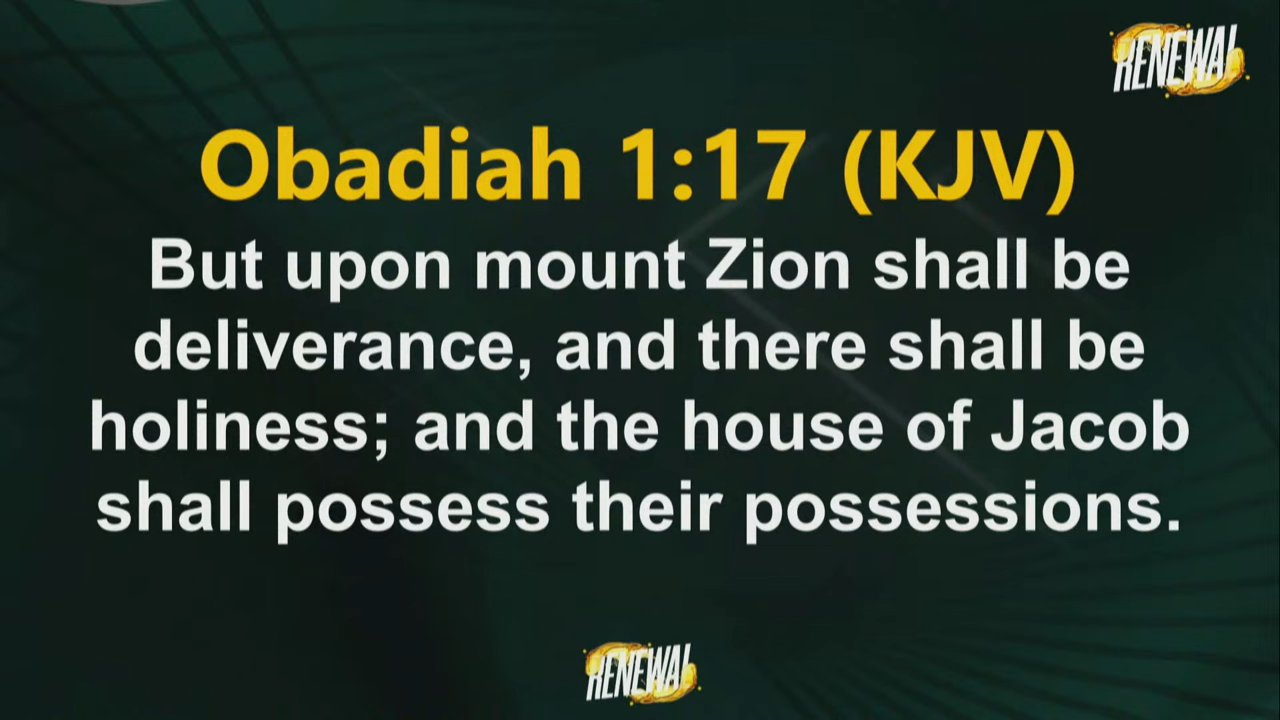 RENEWAL
Obadiah 1:17 (KJV)
But upon mount Zion shall be
deliverance, and there shall be
holiness; and the house of Jacob
shall possess their possessions.
RENEWAL